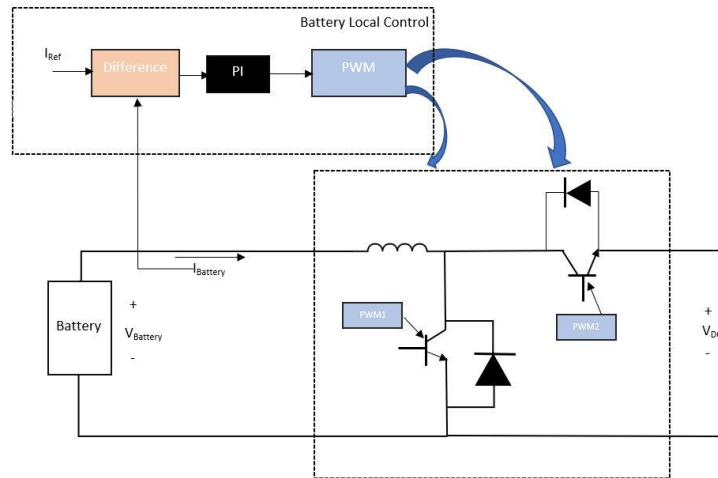 Battery Local Control
IRef
Difference
PI
PWM
IBattery
Battery
+
VBattery
-
PWM1
PWM2
+
-